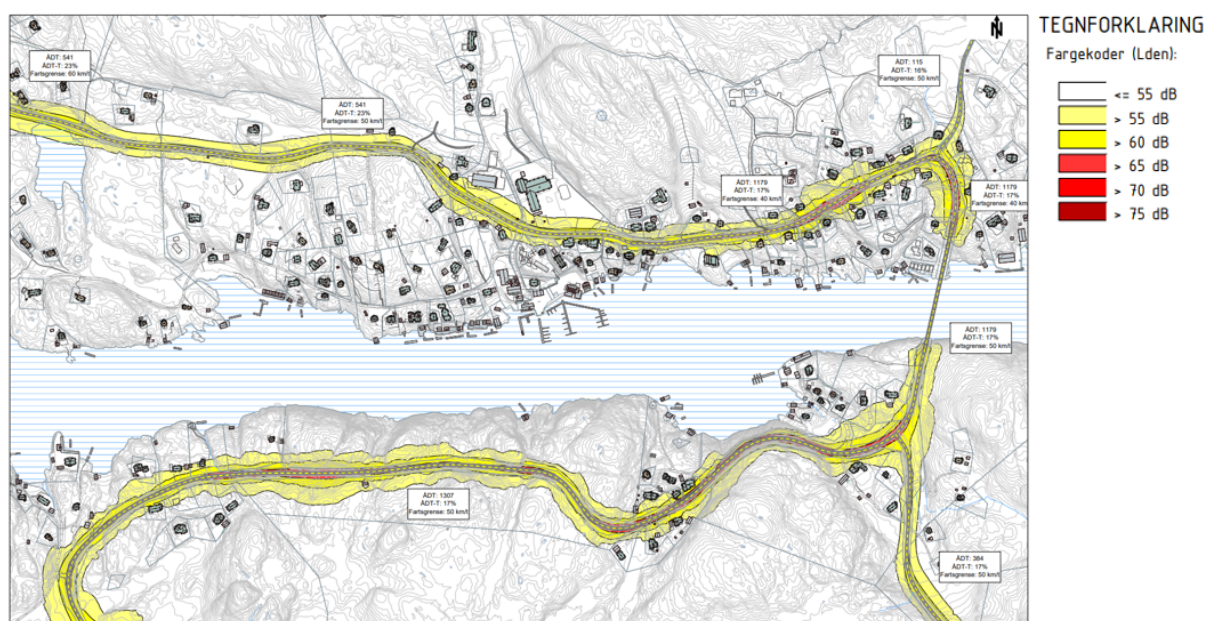 N
TEGNFORKLARING
Fargekoder (Lden):
<= 55 dB
> 55 dB
> 60 dB
> 65 dB
> 70 dB
> 75 dB
ÅDT: 541
ÅDT-T: 23%
Fartsgrense: 60 km/t
ÅDT: 541
ÅDT-T: 23%
Fartsgrense: 50 km/t
ÅDT: 115
ÅDT-T: 16%
Fartsgrense: 50 km/t
ÅDT: 1179
ÅDT-T: 17%
Fartsgrense: 40 km/t
ÅDT: 1179
ÅDT-T: 17%
Fartsgrense: 40 km
ÅDT: 1179
ÅDT-T: 17%
Fartsgrense: 50 km/t
ÅDT: 1307
ÅDT-T: 17%
Fartsgrense: 50 km/t
ÅDT: 384
ÅDT-T: 17%
Fartsgrense: 50 km/t